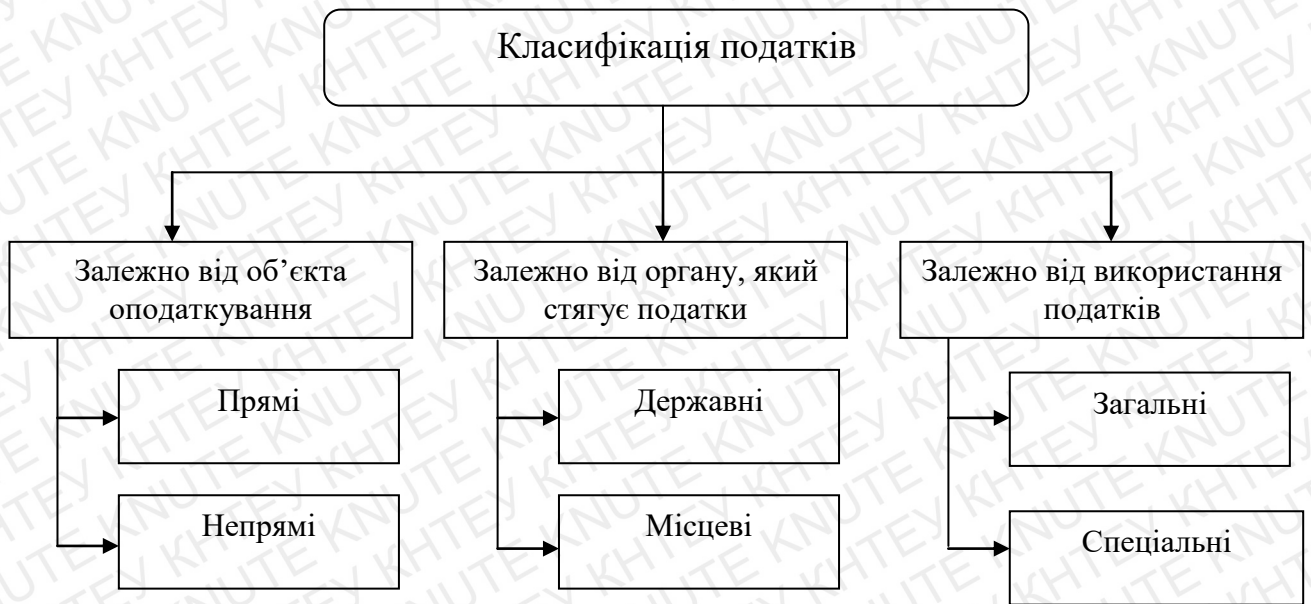 Класифікація податків
Залежно від об’єкта
оподаткування
Прямі
Непрямі
Залежно від органу, який
стягує податки
Державні
Місцеві
Залежно від використання
податків
Загальні
Спеціальні